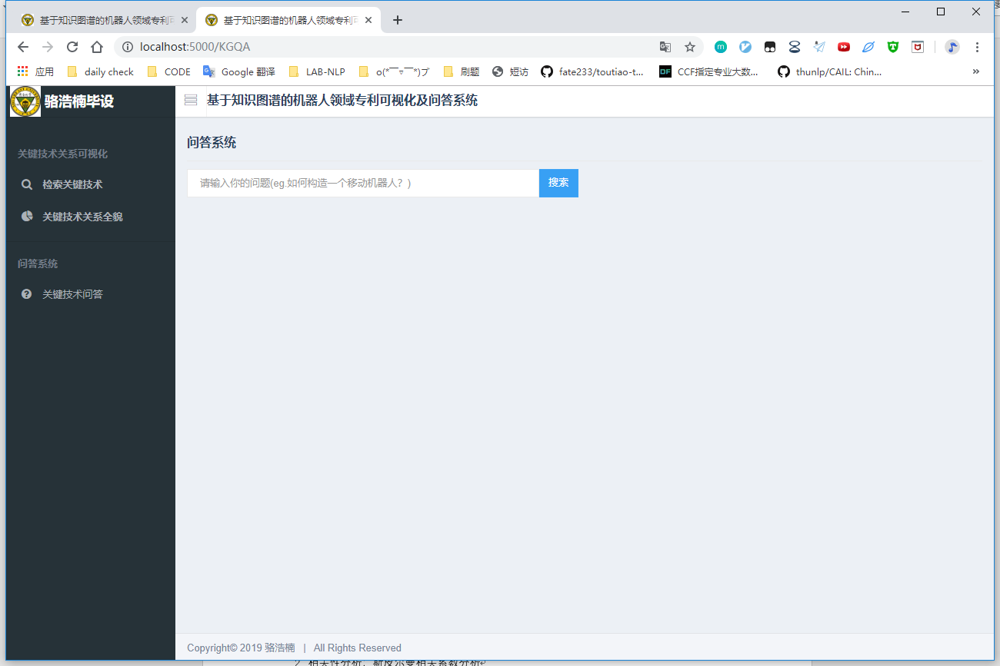 基于知识图谱的机器人领域专利可
基于知识图谱的机器人领域专利可
localhost:5000/KGQA
应用 daily check CODE Google 翻译 LAB-NLP o(*￣▽￣*)ブ 刷题 短访 fate233/toutiao-t... CCF指定专业大数... thunlp/CAIL: Chin... »
骆浩楠毕设
基于知识图谱的机器人领域专利可视化及问答系统
关键技术关系可视化
检索关键技术
关键技术关系全貌
问答系统
关键技术问答
问答系统
请输入你的问题(eg.如何构造一个移动机器人？)
搜索
Copyright© 2019 骆浩楠 | All Rights Reserved